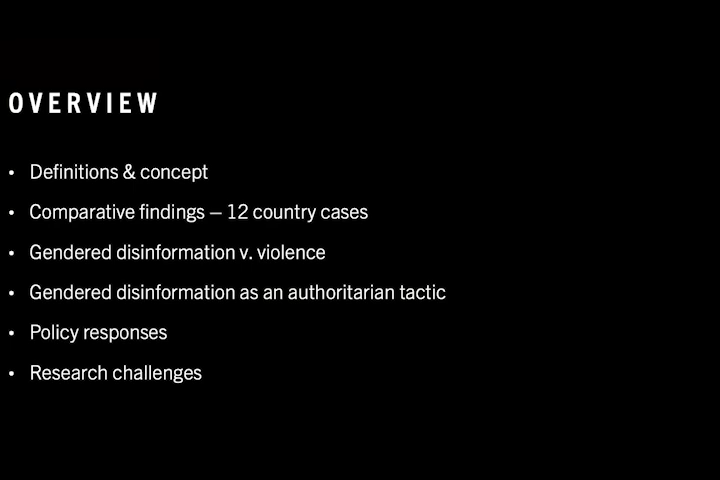 OVERVIEW
• Definitions & concept
• Comparative findings – 12 country cases
• Gendered disinformation v. violence
• Gendered disinformation as an authoritarian tactic
• Policy responses
• Research challenges